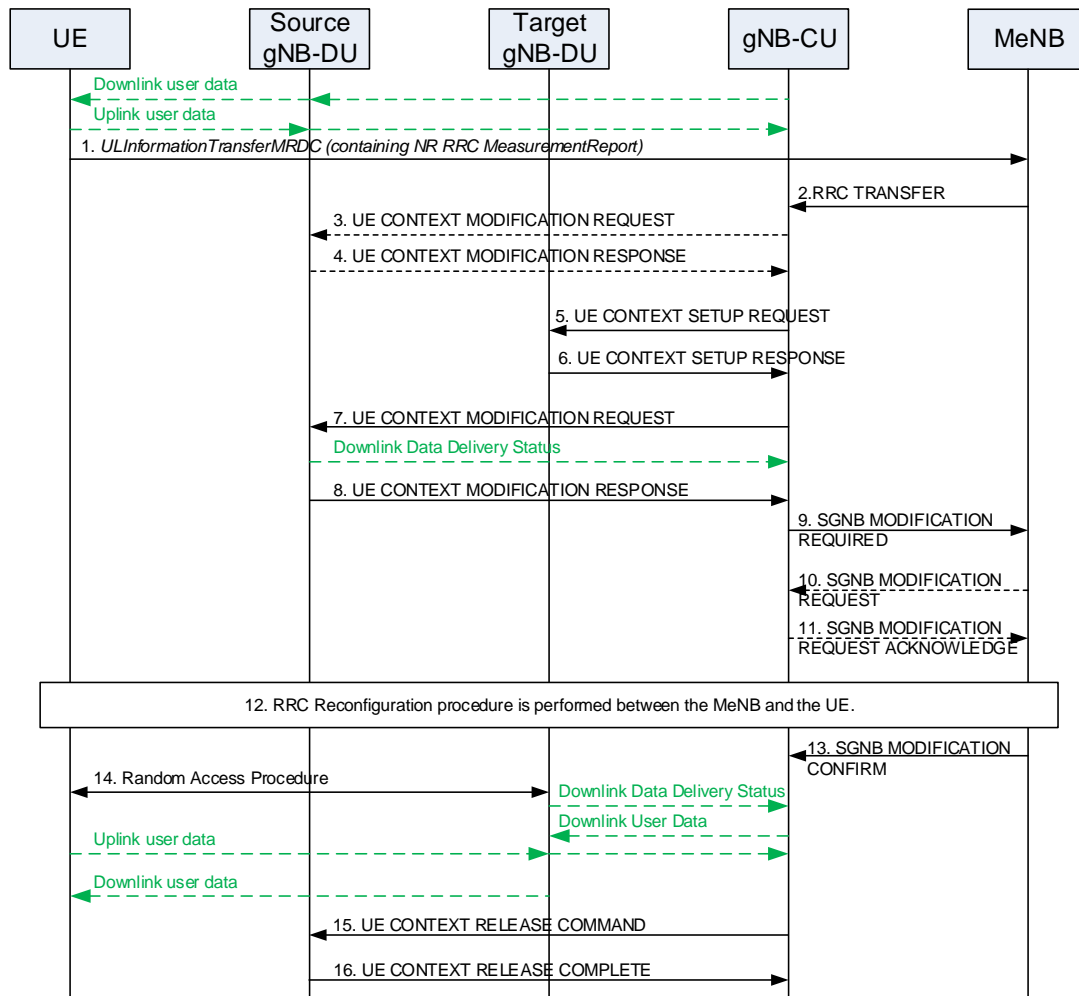 UE
Source
gNB-DU
Target
gNB-DU
gNB-CU
MeNB
Downlink user data
Uplink user data
1. ULInformationTransferMRDC (containing NR RRC MeasurementReport)
2.RRC TRANSFER
3. UE CONTEXT MODIFICATION REQUEST
4. UE CONTEXT MODIFICATION RESPONSE
5. UE CONTEXT SETUP REQUEST
6. UE CONTEXT SETUP RESPONSE
7. UE CONTEXT MODIFICATION REQUEST
Downlink Data Delivery Status
8. UE CONTEXT MODIFICATION RESPONSE
9. SGNB MODIFICATION
REQUIRED
10. SGNB MODIFICATION
REQUEST
11. SGNB MODIFICATION
REQUEST ACKNOWLEDGE
12. RRC Reconfiguration procedure is performed between the MeNB and the UE.
13. SGNB MODIFICATION
CONFIRM
14. Random Access Procedure
Downlink Data Delivery Status
Downlink User Data
Uplink user data
Downlink user data
15. UE CONTEXT RELEASE COMMAND
16. UE CONTEXT RELEASE COMPLETE